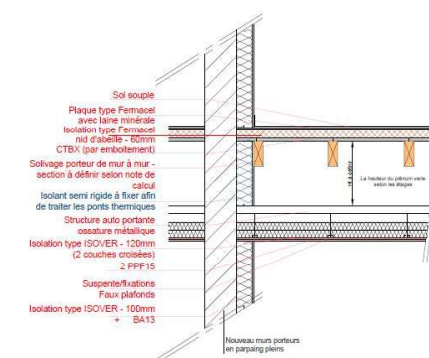 Sol souple
Plaque type Fermacel
avec laine minérale
Isolation type Fermacel
nid d'abeille - 60mm
CTBX (par emboitement)
Solivage porteur de mur à mur -
section à définir selon note de
calcul
Isolant semi rigide à fixer afin
de traiter les ponts thermiques
Structure auto portante
ossature métallique
Isolation type ISOVER - 120mm
(2 couches croisées)
2 PPF15
Suspente/fixations
Faux plafonds
Isolation type ISOVER - 100mm
+ BA13
La hauteur du plénum varie
selon les étages
Nouveau murs porteurs
en parpaing pleins